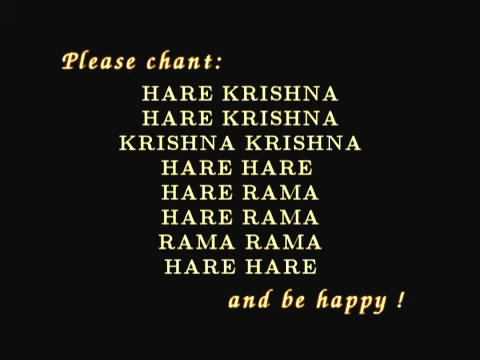 Please chant:
HARE KRISHNA
HARE KRISHNA
KRISHNA KRISHNA
HARE HARE
HARE RAMA
HARE RAMA
RAMA RAMA
HARE HARE
and be happy !